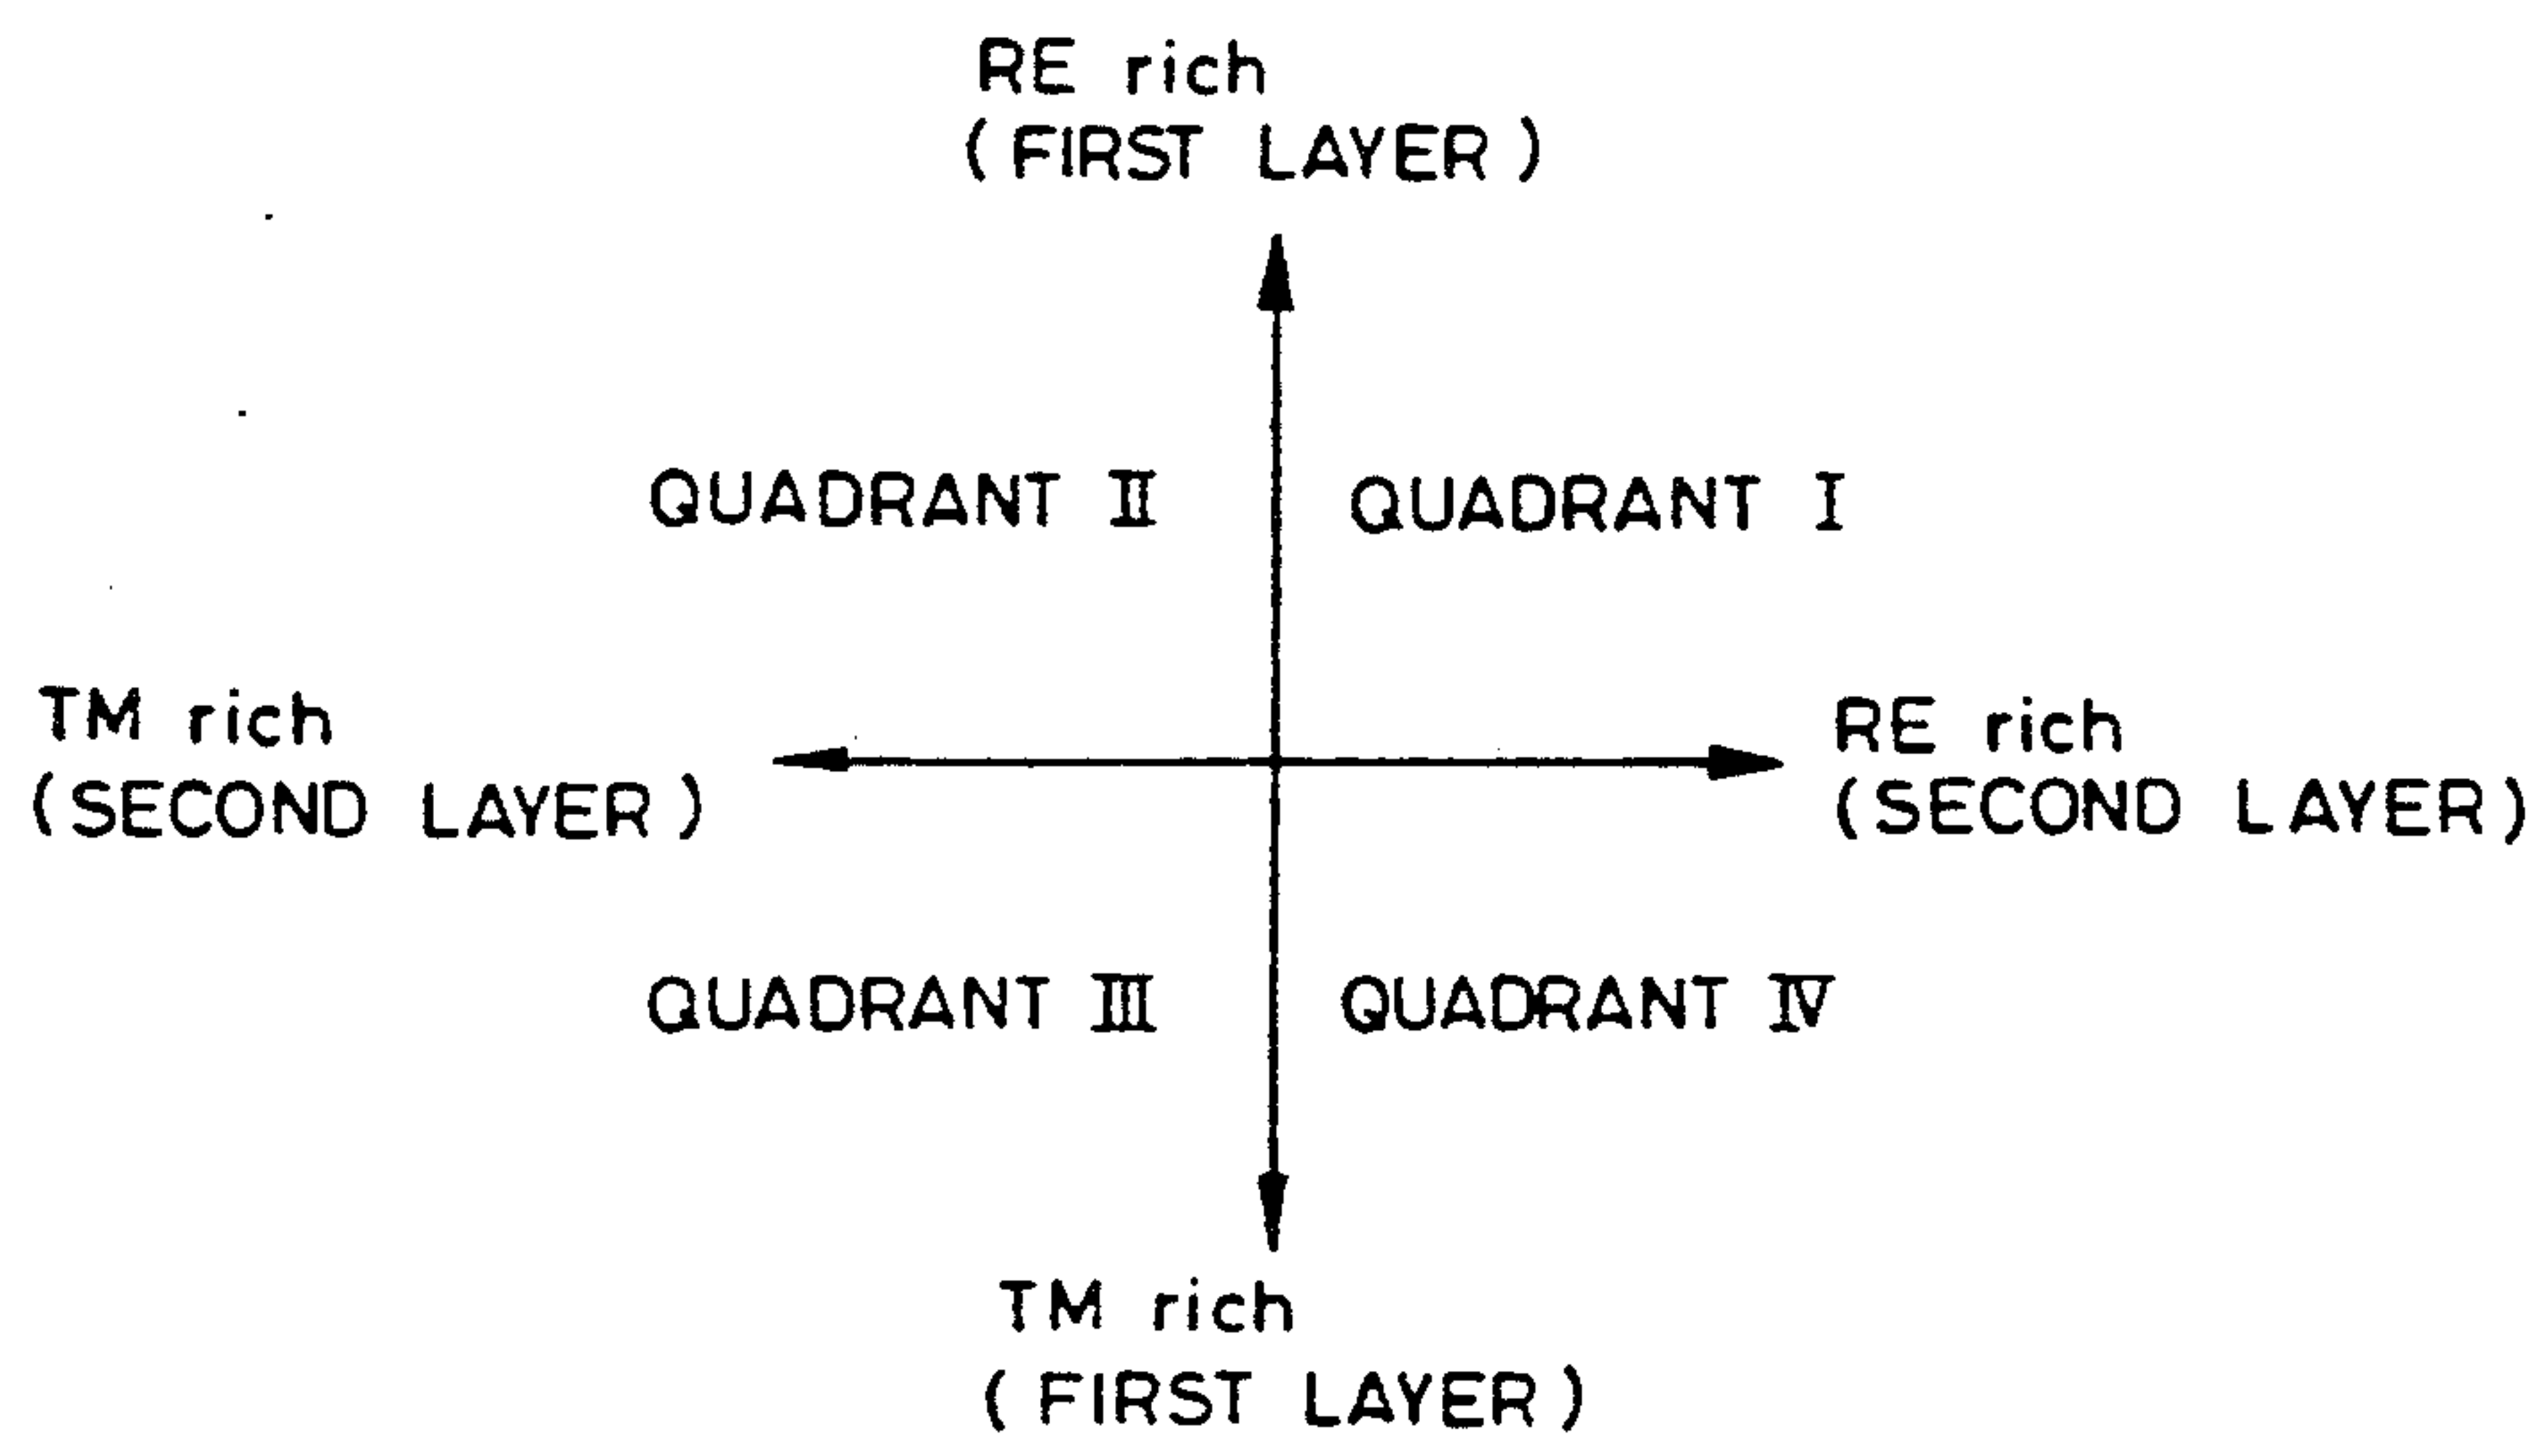 RE rich
(FIRST LAYER)
QUADRANT II
QUADRANT I
TM rich
(SECOND LAYER)
RE rich
(SECOND LAYER)
QUADRANT III
QUADRANT IV
TM rich
(FIRST LAYER)